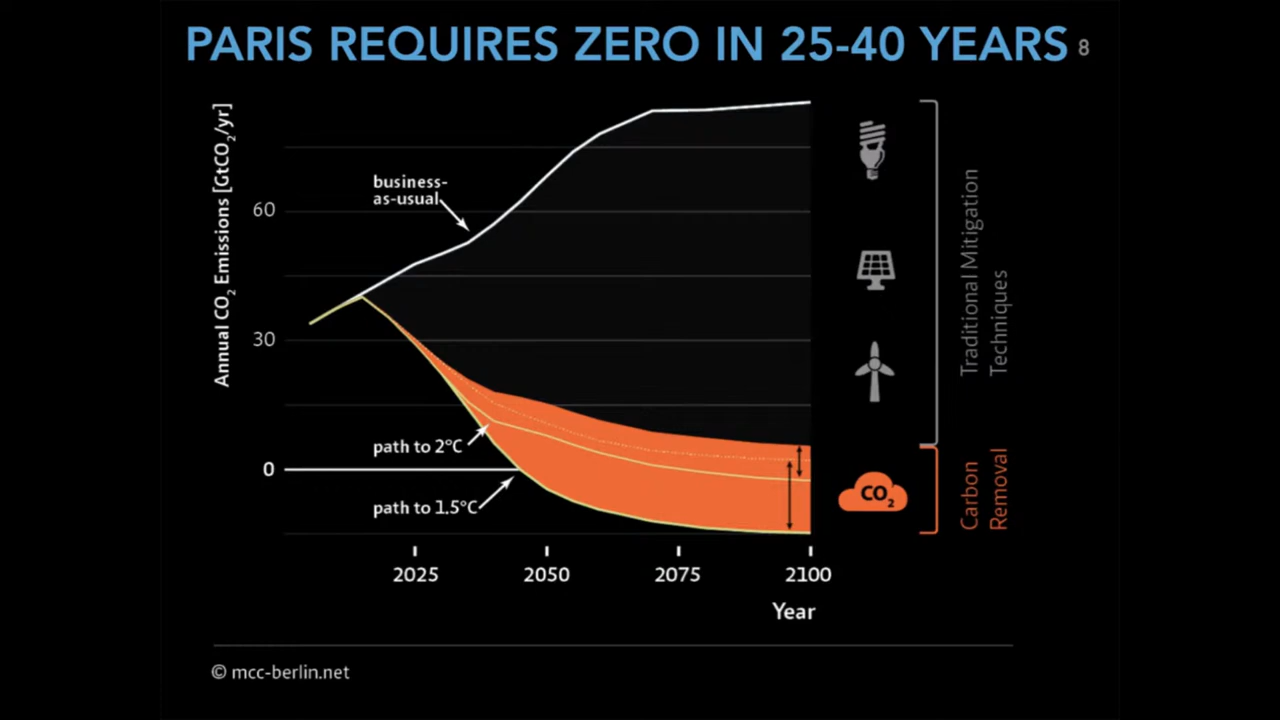 PARIS REQUIRES ZERO IN 25-40 YEARS
8
Annual CO₂ Emissions [GtCO₂/yr]
60
30
0
business-
as-usual
path to 2°C
path to 1.5°C
2025
2050
2075
2100
Year
Traditional Mitigation
Techniques
CO₂
Carbon
Removal
© mcc-berlin.net